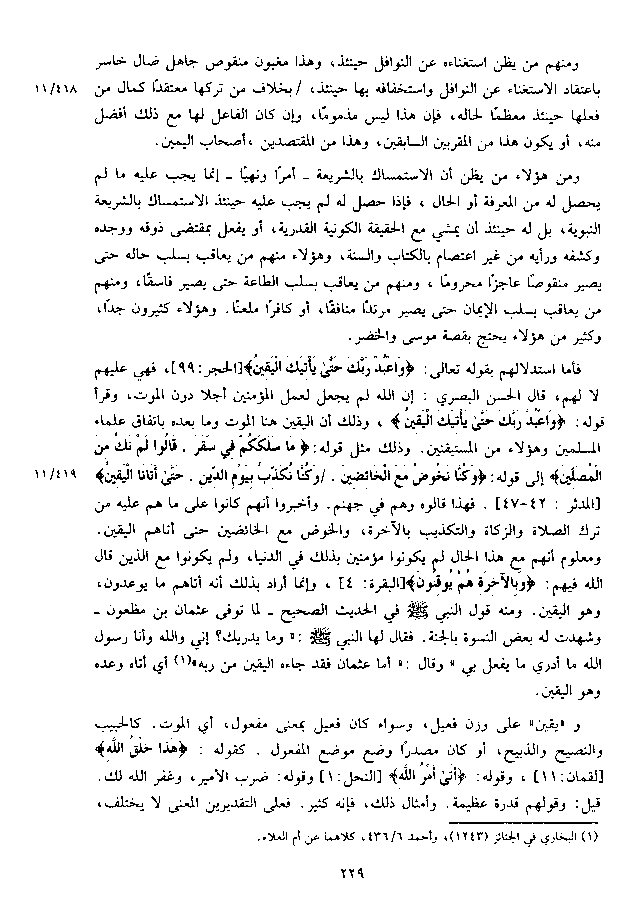 ومنهم من يظن استغناءه عن النوافل حينئذ، وهذا مغبون منقوص جاهل ضال خاسر
باعتقاد الاستغناء عن النوافل واستخفافه بها حينئذ، / بخلاف من تركها معتقدًا كمال من
١١/٤١٨
فعلها حينئذ معظمًا لحاله، فإن هذا ليس مذمومًا، وإن كان الفاعل لها مع ذلك أفضل
منه، أو يكون هذا من المقربين السابقين، وهذا من المقتصدين ،أصحاب اليمين.
ومن هؤلاء من يظن أن الاستمساك بالشريعة ـ أمرًا ونهيًا ـ إنما يجب عليه ما لم
يحصل له من المعرفة أو الحال ، فإذا حصل له لم يجب عليه حينئذ الاستمساك بالشريعة
النبوية، بل له حينئذ أن يمشي مع الحقيقة الكونية القدرية، أو يفعل بمقتضى ذوقه ووجده
وكشفه ورأيه من غير اعتصام بالكتاب والسنة، وهؤلاء منهم من يعاقب بسلب حاله حتى
يصير منقوصًا عاجزًا محرومًا ، ومنهم من يعاقب بسلب الطاعة حتى يصير فاسقًا، ومنهم
من يعاقب بسلب الإيمان حتى يصير مرتدًا منافقًا، أو كافرًا ملعنًا. وهؤلاء كثيرون جدًا،
وكثير من هؤلاء يحتج بقصة موسى والخضر.
فأما استدلالهم بقوله تعالى: ﴿وَاعْبُدْ رَبَّكَ حَتَّىٰ يَأْتِيَكَ الْيَقِينُ﴾[الحجر:٩٩]، فهي عليهم
لا لهم، قال الحسن البصري : إن الله لم يجعل لعمل المؤمنين أجلا دون الموت، وقرأ
قوله: ﴿وَاعْبُدْ رَبَّكَ حَتَّىٰ يَأْتِيَكَ الْيَقِينُ ﴾ ، وذلك أن اليقين هنا الموت وما بعده باتفاق علماء
المسلمين وهؤلاء من المستيقنين. وذلك مثل قوله:﴿ مَا سَلَكَكُمْ فِي سَقَرَ . قَالُوا لَمْ نَكُ مِنَ
الْمُصَلِّينَ﴾ إلى قوله: ﴿وَكُنَّا نَخُوضُ مَعَ الْخَائِضِينَ . /وَكُنَّا نُكَذِّبُ بِيَوْمِ الدِّينِ . حَتَّىٰ أَتَانَا الْيَقِينُ﴾
١١/٤١٩
[المدثر : ٤٢-٤٧] . فهذا قالوه وهم في جهنم. وأخبروا أنهم كانوا على ما هم عليه من
ترك الصلاة والزكاة والتكذيب بالآخرة، والخوض مع الخائضين حتى أتاهم اليقين.
ومعلوم أنهم مع هذا الحال لم يكونوا مؤمنين بذلك في الدنيا، ولم يكونوا مع الذين قال
الله فيهم: ﴿وَبِالآخِرَةِ هُمْ يُوقِنُونَ﴾[البقرة: ٤] ، وإنما أراد بذلك أنه أتاهم ما يوعدون،
وهو اليقين. ومنه قول النبي ﷺ في الحديث الصحيح ـ لما توفى عثمان بن مظعون ـ
وشهدت له بعض النسوة بالجنة. فقال لها النبي ﷺ :« وما يدريك؟ إني والله وأنا رسول
الله ما أدري ما يفعل بي » وقال :« أما عثمان فقد جاءه اليقين من ربه»(١) أي أتاه وعده
وهو اليقين.
و «يقين» على وزن فعيل، وسواء كان فعيل بمعنى مفعول، أي الموت. كالحبيب
والنصيح والذبيح، أو كان مصدرًا وضع موضع المفعول . كقوله : ﴿هَذَا خَلْقُ اللَّهِ﴾
[لقمان:١١] ، وقوله: ﴿أَتَىٰ أَمْرُ اللَّهِ﴾ [النحل:١] وقوله: ضرب الأمير، وغفر الله لك.
قيل: وقولهم قدرة عظيمة. وأمثال ذلك، فإنه كثير. فعلى التقديرين المعنى لا يختلف،
(١) البخاري في الجنائز (١٢٤٣)، وأحمد ٤٣٦/٦، كلاهما عن أم العلاء.
٢٢٩